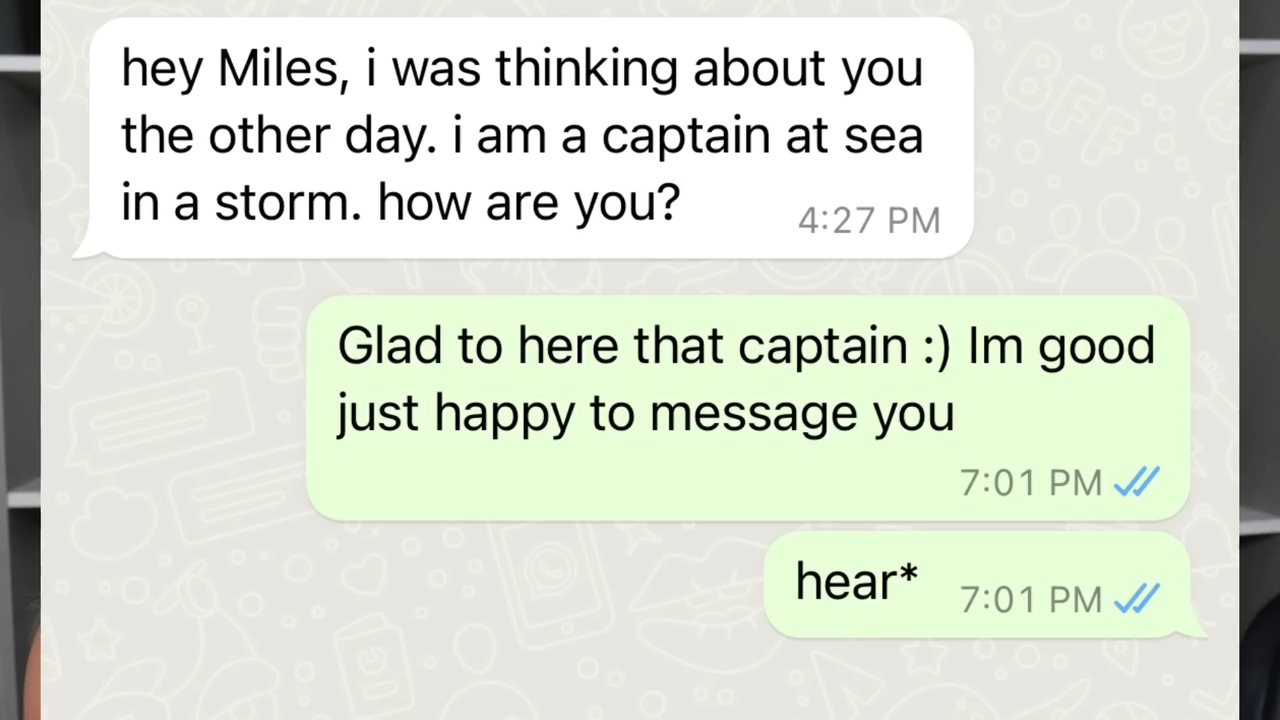 hey Miles, i was thinking about you
the other day. i am a captain at sea
in a storm. how are you?
4:27 PM
Glad to here that captain :) Im good
just happy to message you
7:01 PM
hear*
7:01 PM
BFF